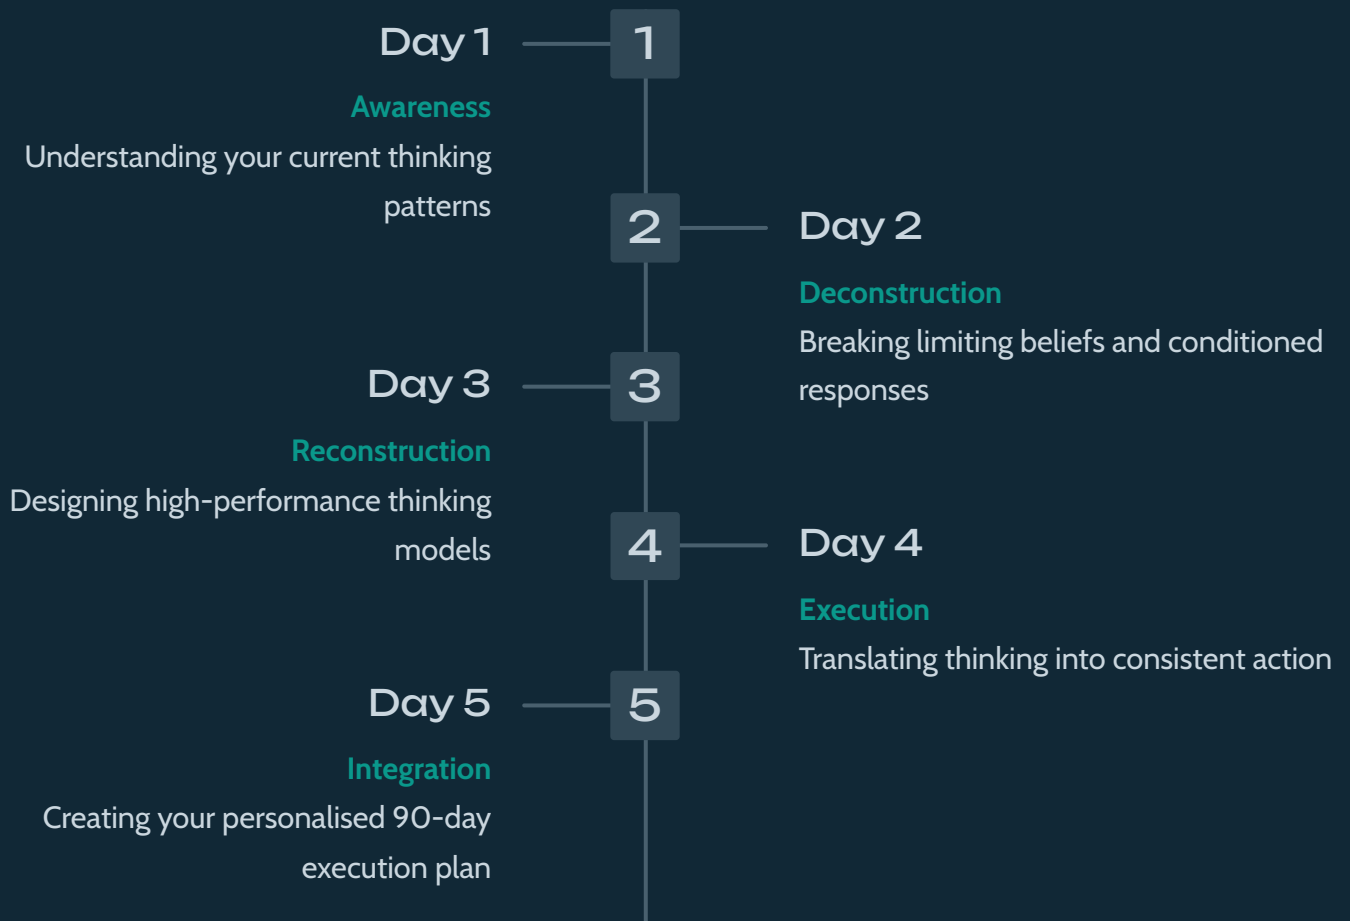 Day 1
1
Awareness
Understanding your current thinking
patterns
2
Day 2
Deconstruction
Breaking limiting beliefs and conditioned
responses
Day 3
3
Reconstruction
Designing high-performance thinking
models
4
Day 4
Execution
Translating thinking into consistent action
Day 5
5
Integration
Creating your personalised 90-day
execution plan